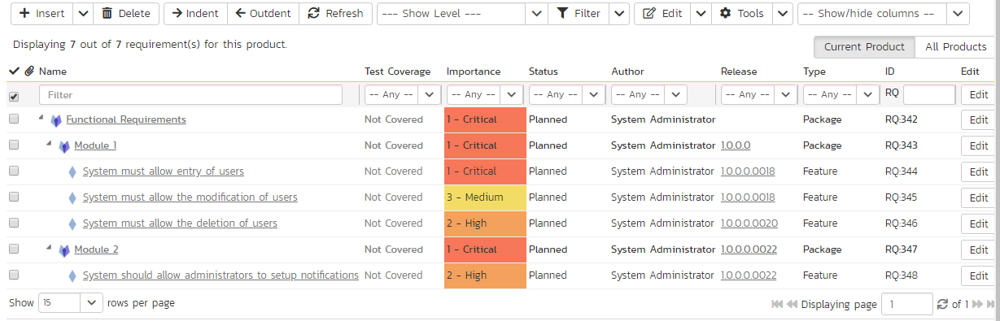 Insert Delete Indent Outdent Refresh --- Show Level --- Filter Edit Tools -- Show/hide columns --
Displaying 7 out of 7 requirement(s) for this product.
Current Product All Products
Name Test Coverage Importance Status Author Release Type ID Edit
Filter -- Any -- -- Any -- -- Any -- -- Any -- -- Any -- -- Any -- RQ Edit
Functional Requirements Not Covered 1 - Critical Planned System Administrator Package RQ:342 Edit
Module 1 Not Covered 1 - Critical Planned System Administrator 1.0.0.0 Package RQ:343 Edit
System must allow entry of users Not Covered 1 - Critical Planned System Administrator 1.0.0.0.0018 Feature RQ:344 Edit
System must allow the modification of users Not Covered 3 - Medium Planned System Administrator 1.0.0.0.0018 Feature RQ:345 Edit
System must allow the deletion of users Not Covered 2 - High Planned System Administrator 1.0.0.0.0020 Feature RQ:346 Edit
Module 2 Not Covered 1 - Critical Planned System Administrator 1.0.0.0.0022 Package RQ:347 Edit
System should allow administrators to setup notifications Not Covered 2 - High Planned System Administrator 1.0.0.0.0022 Feature RQ:348 Edit
Show 15 rows per page Displaying page 1 of 1